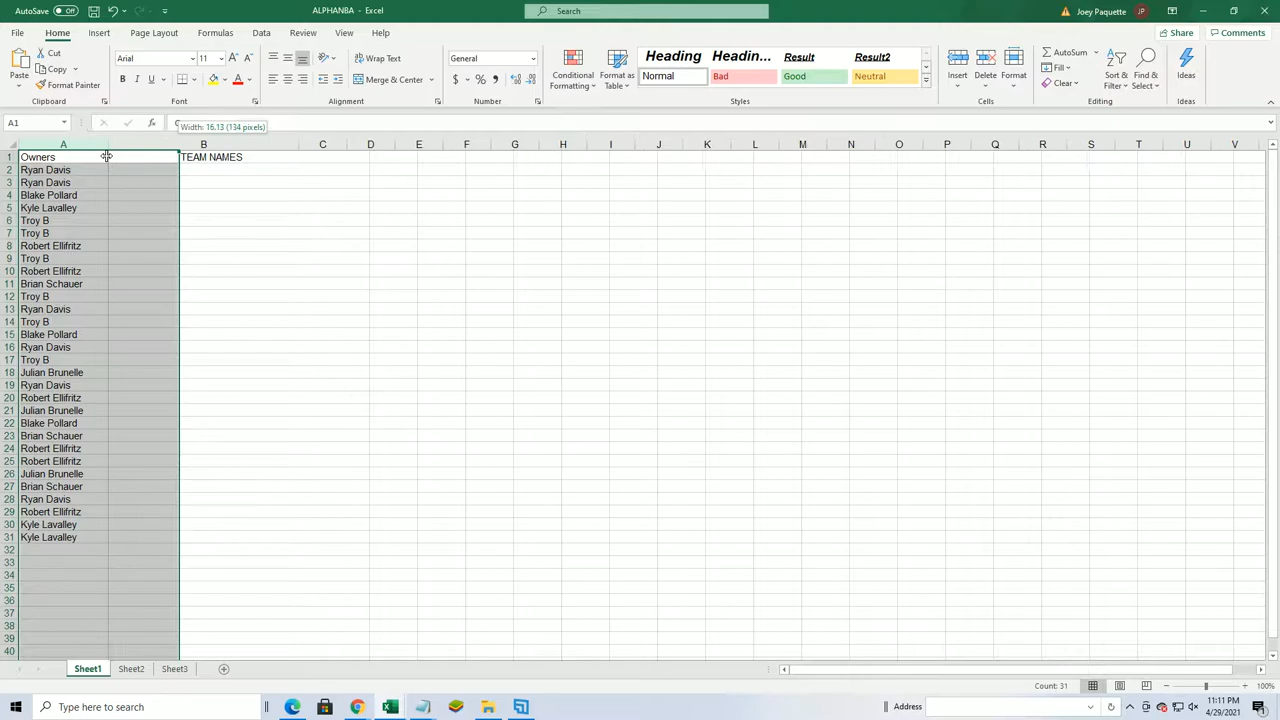 AutoSave Off ALPHANBA - Excel Search Joey Paquette JP
File Home Insert Page Layout Formulas Data Review View Help Share Comments
Paste Cut Copy Format Painter Clipboard
Arial 11 B I U A Font
Wrap Text Merge & Center Alignment
General $ % Number
Conditional Formatting Format as Table Heading Headin... Result Result2
Normal Bad Good Neutral Styles
Insert Delete Format Cells
AutoSum Fill Clear Sort & Filter Find & Select Editing
Ideas Ideas
A1 fx Width: 16.13 (134 pixels)
A B C D E F G H I J K L M N O P Q R S T U V
1 Owners TEAM NAMES
2 Ryan Davis
3 Ryan Davis
4 Blake Pollard
5 Kyle Lavalley
6 Troy B
7 Troy B
8 Robert Ellifritz
9 Troy B
10 Robert Ellifritz
11 Brian Schauer
12 Troy B
13 Ryan Davis
14 Troy B
15 Blake Pollard
16 Ryan Davis
17 Troy B
18 Julian Brunelle
19 Ryan Davis
20 Robert Ellifritz
21 Julian Brunelle
22 Blake Pollard
23 Brian Schauer
24 Robert Ellifritz
25 Robert Ellifritz
26 Julian Brunelle
27 Brian Schauer
28 Ryan Davis
29 Robert Ellifritz
30 Kyle Lavalley
31 Kyle Lavalley
32
33
34
35
36
37
38
39
40
Sheet1 Sheet2 Sheet3
Count: 31 100%
Type here to search Address 11:11 PM
4/29/2021